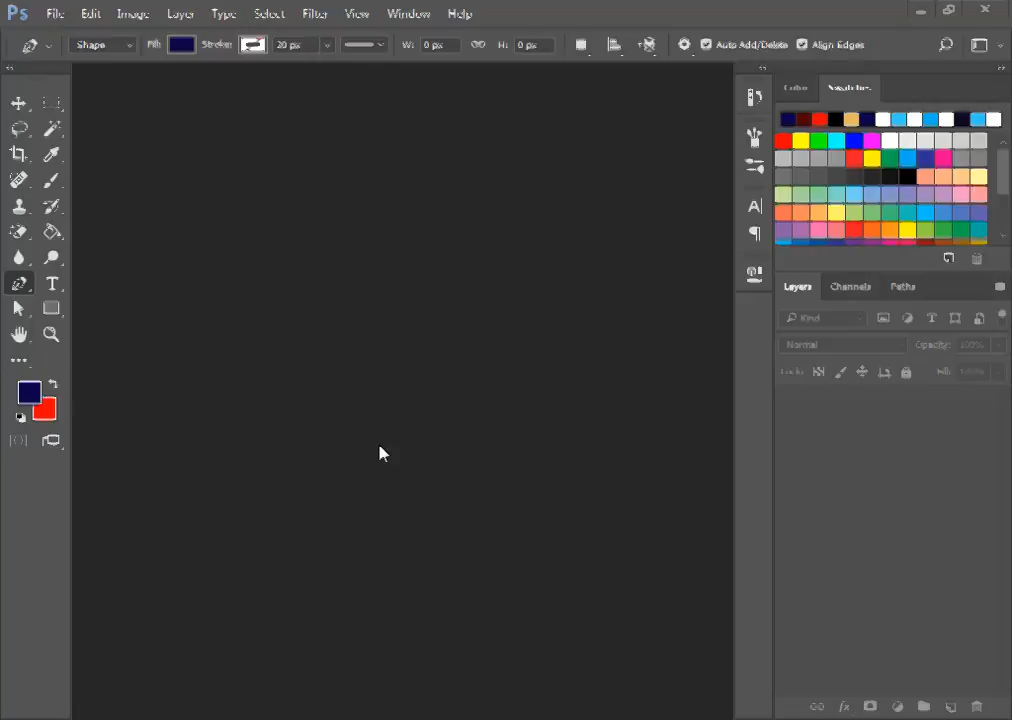 Ps File Edit Image Layer Type Select Filter View Window Help
Shape Fill: Stroke: 20 px W: 0 px H: 0 px Auto Add/Delete Align Edges
Color Swatches
Layers Channels Paths
Kind
Normal Opacity: 100%
Lock: Fill: 100%